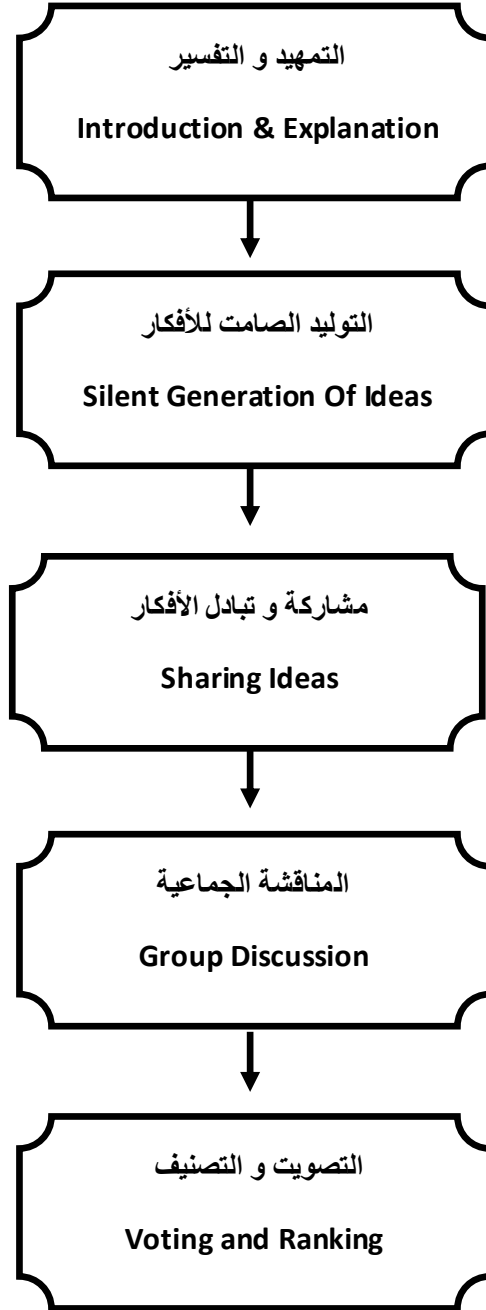 التمهيد و التفسير
Introduction & Explanation
التوليد الصامت للأفكار
Silent Generation Of Ideas
مشاركة و تبادل الأفكار
Sharing Ideas
المناقشة الجماعية
Group Discussion
التصويت و التصنيف
Voting and Ranking